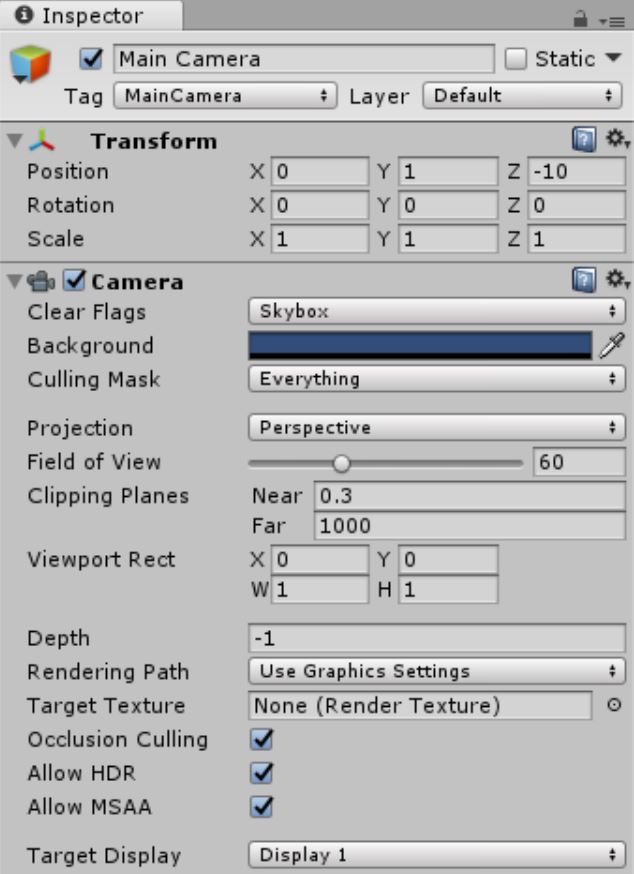 Inspector
Main Camera Static
Tag MainCamera Layer Default
Transform
Position X 0 Y 1 Z -10
Rotation X 0 Y 0 Z 0
Scale X 1 Y 1 Z 1
Camera
Clear Flags Skybox
Background
Culling Mask Everything
Projection Perspective
Field of View 60
Clipping Planes Near 0.3
Far 1000
Viewport Rect X 0 Y 0
W 1 H 1
Depth -1
Rendering Path Use Graphics Settings
Target Texture None (Render Texture)
Occlusion Culling
Allow HDR
Allow MSAA
Target Display Display 1